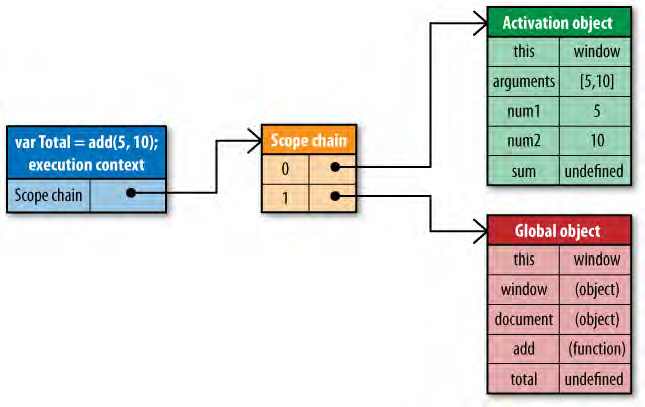 var Total = add(5, 10);
execution context
Scope chain
Scope chain
0
1
Activation object
this window
arguments [5,10]
num1 5
num2 10
sum undefined
Global object
this window
window (object)
document (object)
add (function)
total undefined